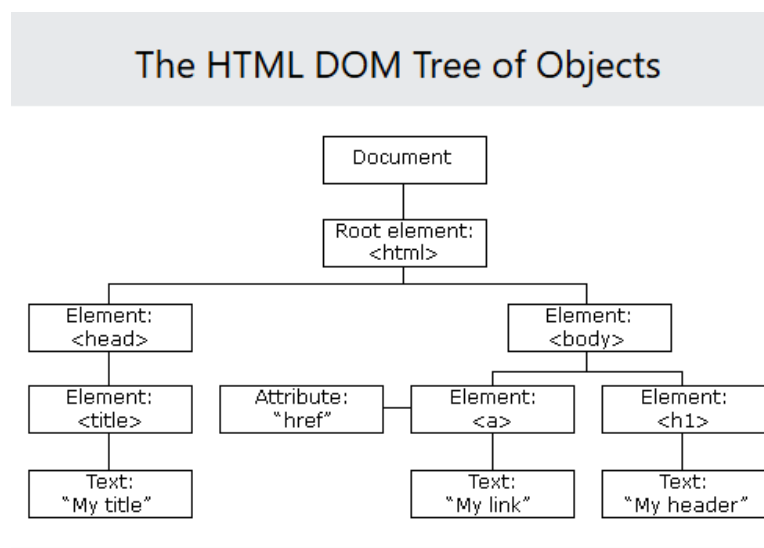 The HTML DOM Tree of Objects
Document
Root element:
<html>
Element:
<head>
Element:
<body>
Element:
<title>
Attribute:
“href”
Element:
<a>
Element:
<h1>
Text:
“My title”
Text:
“My link”
Text:
“My header”